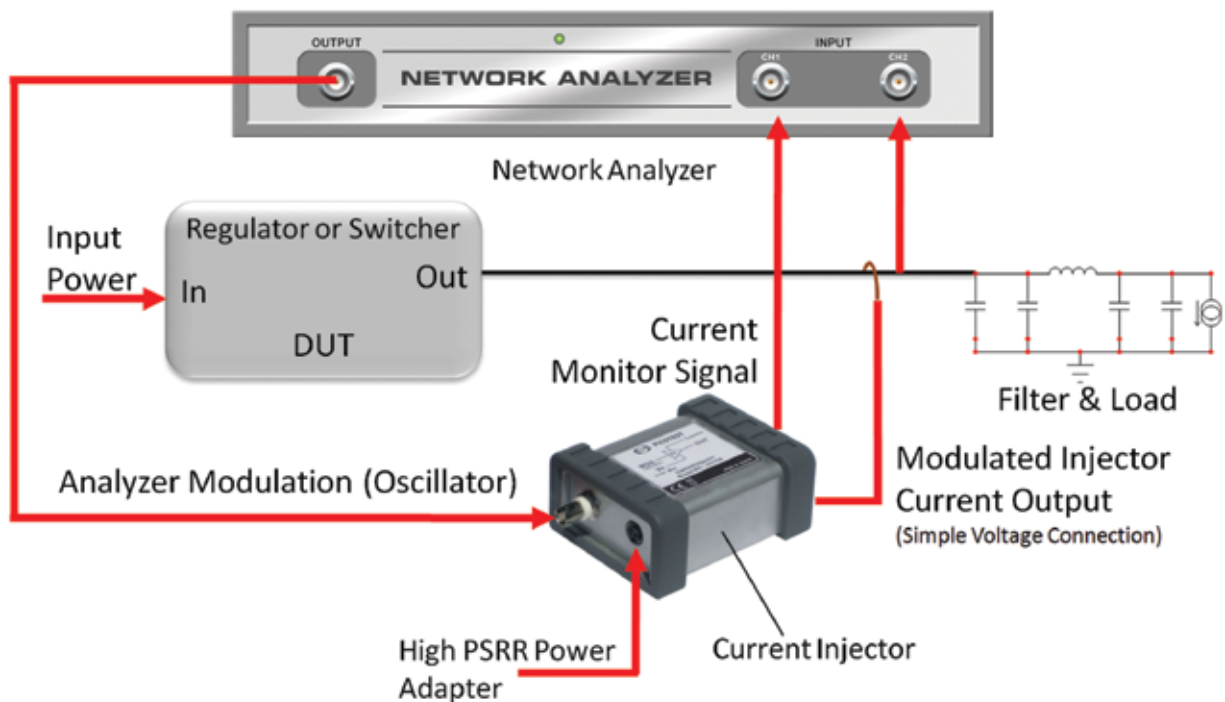 OUTPUT
INPUT
CH1
CH2
NETWORK ANALYZER
Network Analyzer
Input
Power
Regulator or Switcher
In
Out
DUT
Current
Monitor Signal
Filter & Load
Analyzer Modulation (Oscillator)
Modulated Injector
Current Output
(Simple Voltage Connection)
High PSRR Power
Adapter
Current Injector